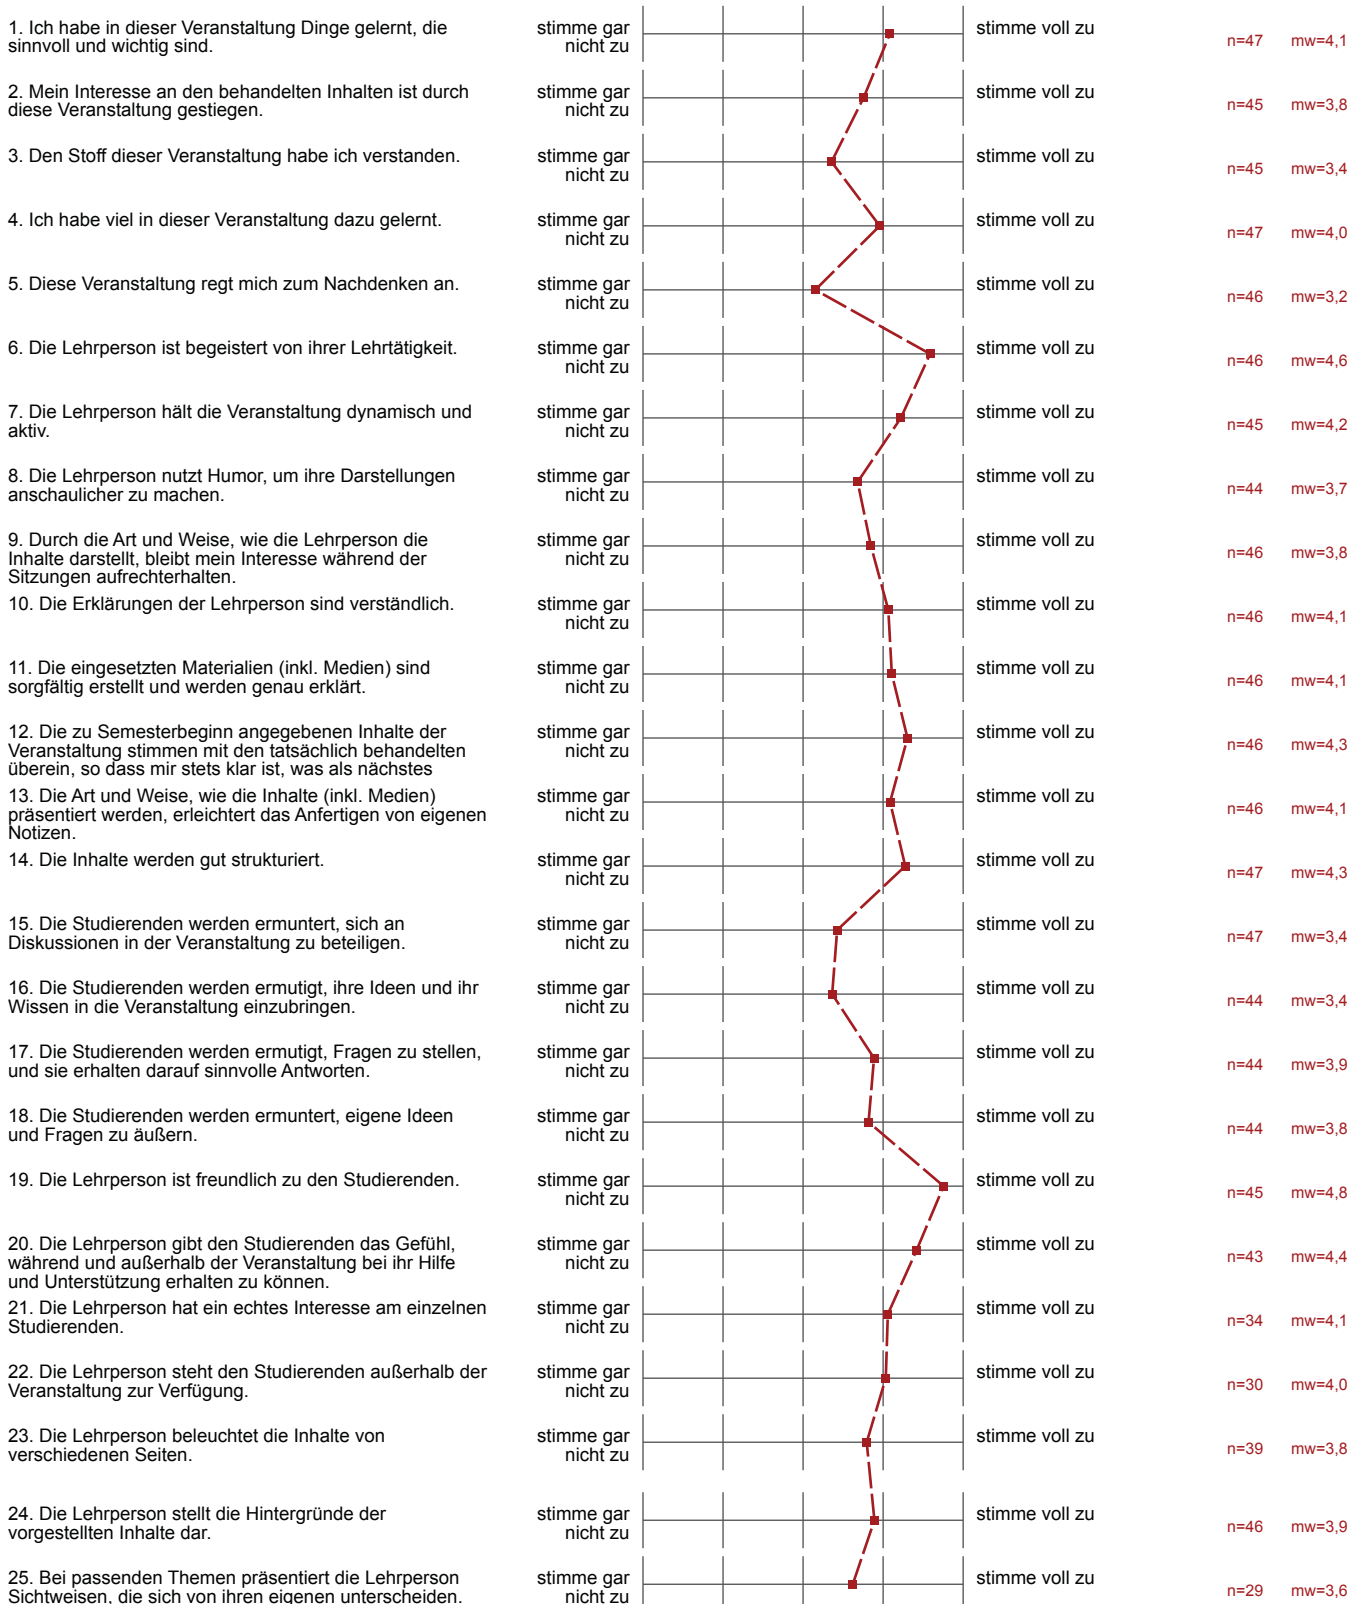 1. Ich habe in dieser Veranstaltung Dinge gelernt, die
sinnvoll und wichtig sind.
stimme gar
nicht zu
stimme voll zu
n=47 mw=4,1
2. Mein Interesse an den behandelten Inhalten ist durch
diese Veranstaltung gestiegen.
stimme gar
nicht zu
stimme voll zu
n=45 mw=3,8
3. Den Stoff dieser Veranstaltung habe ich verstanden.
stimme gar
nicht zu
stimme voll zu
n=45 mw=3,4
4. Ich habe viel in dieser Veranstaltung dazu gelernt.
stimme gar
nicht zu
stimme voll zu
n=47 mw=4,0
5. Diese Veranstaltung regt mich zum Nachdenken an.
stimme gar
nicht zu
stimme voll zu
n=46 mw=3,2
6. Die Lehrperson ist begeistert von ihrer Lehrtätigkeit.
stimme gar
nicht zu
stimme voll zu
n=46 mw=4,6
7. Die Lehrperson hält die Veranstaltung dynamisch und
aktiv.
stimme gar
nicht zu
stimme voll zu
n=45 mw=4,2
8. Die Lehrperson nutzt Humor, um ihre Darstellungen
anschaulicher zu machen.
stimme gar
nicht zu
stimme voll zu
n=44 mw=3,7
9. Durch die Art und Weise, wie die Lehrperson die
Inhalte darstellt, bleibt mein Interesse während der
Sitzungen aufrechterhalten.
stimme gar
nicht zu
stimme voll zu
n=46 mw=3,8
10. Die Erklärungen der Lehrperson sind verständlich.
stimme gar
nicht zu
stimme voll zu
n=46 mw=4,1
11. Die eingesetzten Materialien (inkl. Medien) sind
sorgfältig erstellt und werden genau erklärt.
stimme gar
nicht zu
stimme voll zu
n=46 mw=4,1
12. Die zu Semesterbeginn angegebenen Inhalte der
Veranstaltung stimmen mit den tatsächlich behandelten
überein, so dass mir stets klar ist, was als nächstes
stimme gar
nicht zu
stimme voll zu
n=46 mw=4,3
13. Die Art und Weise, wie die Inhalte (inkl. Medien)
präsentiert werden, erleichtert das Anfertigen von eigenen
Notizen.
stimme gar
nicht zu
stimme voll zu
n=46 mw=4,1
14. Die Inhalte werden gut strukturiert.
stimme gar
nicht zu
stimme voll zu
n=47 mw=4,3
15. Die Studierenden werden ermuntert, sich an
Diskussionen in der Veranstaltung zu beteiligen.
stimme gar
nicht zu
stimme voll zu
n=47 mw=3,4
16. Die Studierenden werden ermutigt, ihre Ideen und ihr
Wissen in die Veranstaltung einzubringen.
stimme gar
nicht zu
stimme voll zu
n=44 mw=3,4
17. Die Studierenden werden ermutigt, Fragen zu stellen,
und sie erhalten darauf sinnvolle Antworten.
stimme gar
nicht zu
stimme voll zu
n=44 mw=3,9
18. Die Studierenden werden ermuntert, eigene Ideen
und Fragen zu äußern.
stimme gar
nicht zu
stimme voll zu
n=44 mw=3,8
19. Die Lehrperson ist freundlich zu den Studierenden.
stimme gar
nicht zu
stimme voll zu
n=45 mw=4,8
20. Die Lehrperson gibt den Studierenden das Gefühl,
während und außerhalb der Veranstaltung bei ihr Hilfe
und Unterstützung erhalten zu können.
stimme gar
nicht zu
stimme voll zu
n=43 mw=4,4
21. Die Lehrperson hat ein echtes Interesse am einzelnen
Studierenden.
stimme gar
nicht zu
stimme voll zu
n=34 mw=4,1
22. Die Lehrperson steht den Studierenden außerhalb der
Veranstaltung zur Verfügung.
stimme gar
nicht zu
stimme voll zu
n=30 mw=4,0
23. Die Lehrperson beleuchtet die Inhalte von
verschiedenen Seiten.
stimme gar
nicht zu
stimme voll zu
n=39 mw=3,8
24. Die Lehrperson stellt die Hintergründe der
vorgestellten Inhalte dar.
stimme gar
nicht zu
stimme voll zu
n=46 mw=3,9
25. Bei passenden Themen präsentiert die Lehrperson
Sichtweisen, die sich von ihren eigenen unterscheiden.
stimme gar
nicht zu
stimme voll zu
n=29 mw=3,6